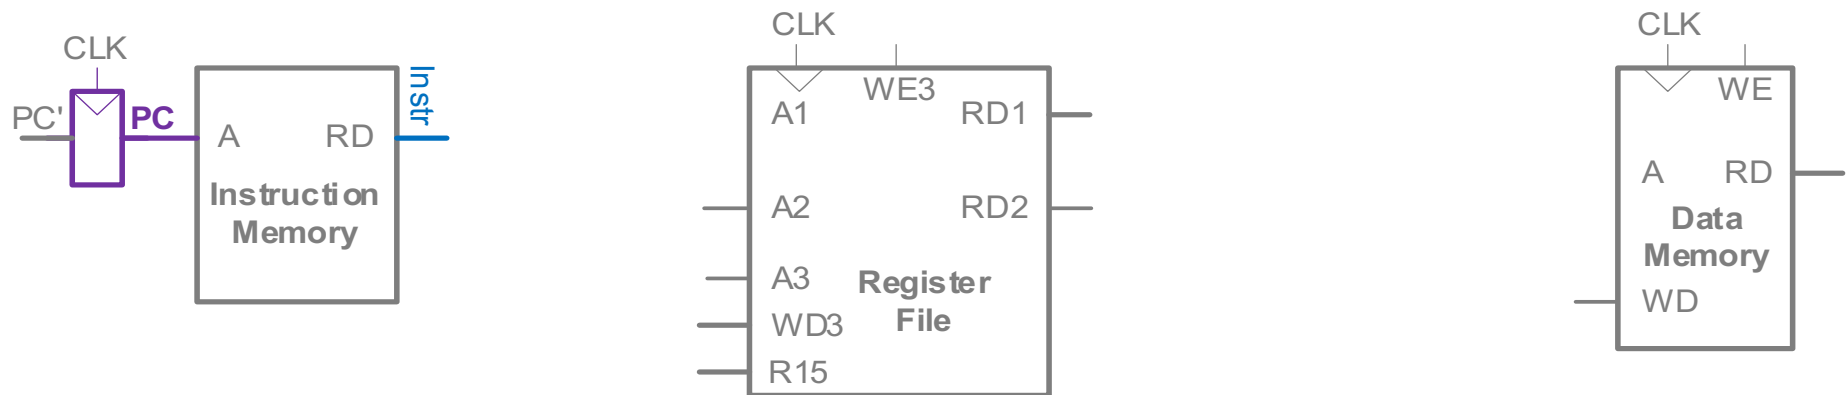 CLK
PC'
PC
A
RD
Instr
Instruction
Memory
CLK
WE3
A1
RD1
A2
RD2
A3
WD3
R15
Register
File
CLK
WE
A
RD
Data
Memory
WD